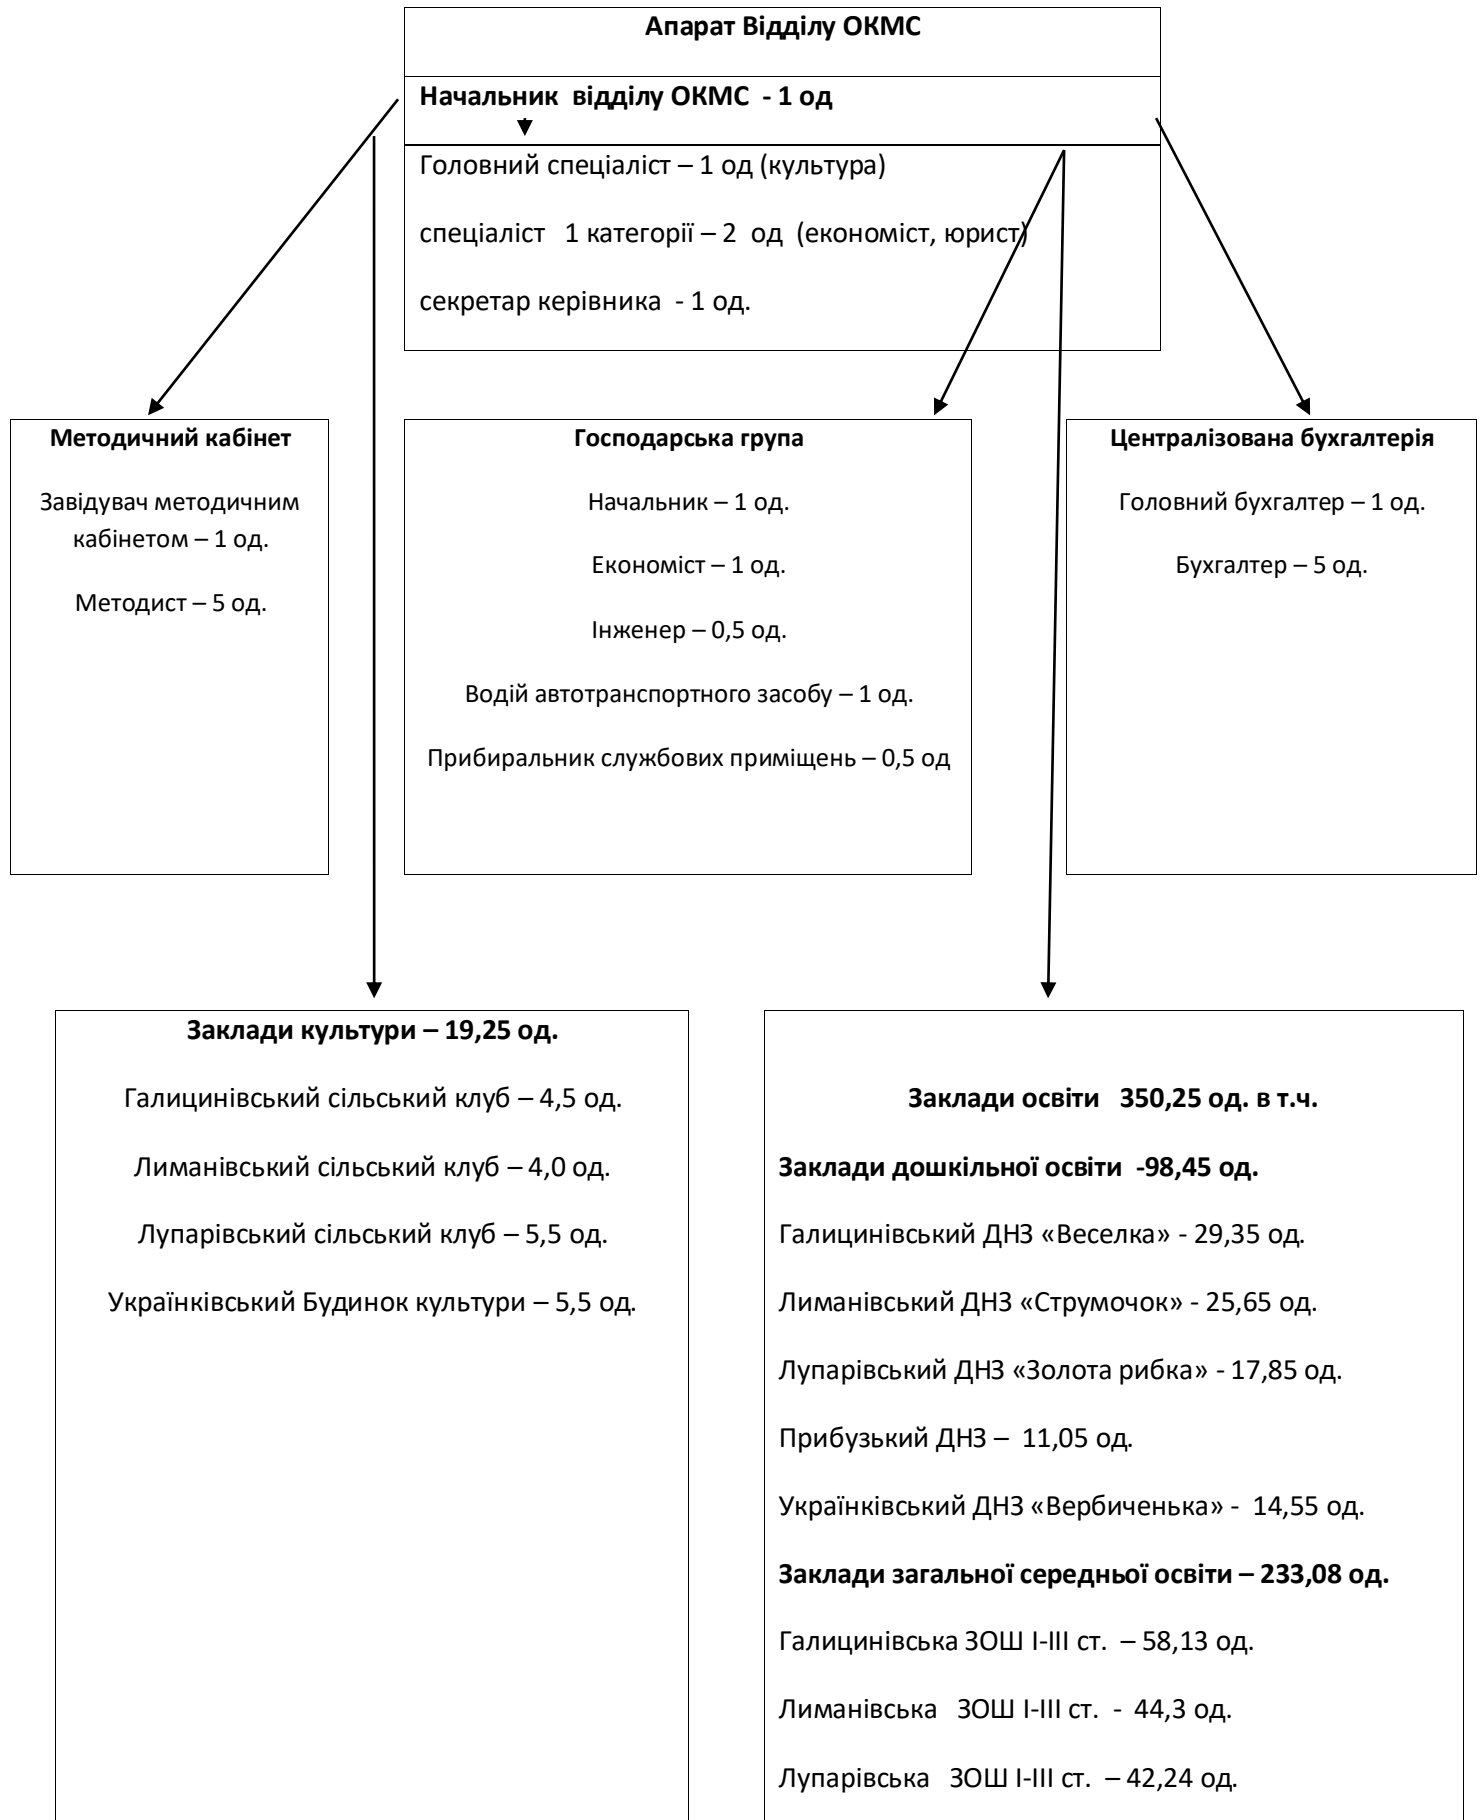 Апарат Відділу ОКМС
Начальник  відділу ОКМС  - 1 од
Головний спеціаліст – 1 од (культура)
спеціаліст   1 категорії – 2  од  (економіст, юрист)
секретар керівника  - 1 од.
Методичний кабінет
Завідувач методичним
кабінетом – 1 од.
Методист – 5 од.
Господарська група
Начальник – 1 од.
Економіст – 1 од.
Інженер – 0,5 од.
Водій автотранспортного засобу – 1 од.
Прибиральник службових приміщень – 0,5 од
Централізована бухгалтерія
Головний бухгалтер – 1 од.
Бухгалтер – 5 од.
Заклади культури – 19,25 од.
Галицинівський сільський клуб – 4,5 од.
Лиманівський сільський клуб – 4,0 од.
Лупарівський сільський клуб – 5,5 од.
Українківський Будинок культури – 5,5 од.
Заклади освіти   350,25 од. в т.ч.
Заклади дошкільної освіти  -98,45 од.
Галицинівський ДНЗ «Веселка» - 29,35 од.
Лиманівський ДНЗ «Струмочок» - 25,65 од.
Лупарівський ДНЗ «Золота рибка» - 17,85 од.
Прибузький ДНЗ –  11,05 од.
Українківський ДНЗ «Вербиченька» -  14,55 од.
Заклади загальної середньої освіти – 233,08 од.
Галицинівська ЗОШ І-ІІІ ст.  – 58,13 од.
Лиманівська   ЗОШ І-ІІІ ст.  -  44,3 од.
Лупарівська   ЗОШ І-ІІІ ст.  – 42,24 од.